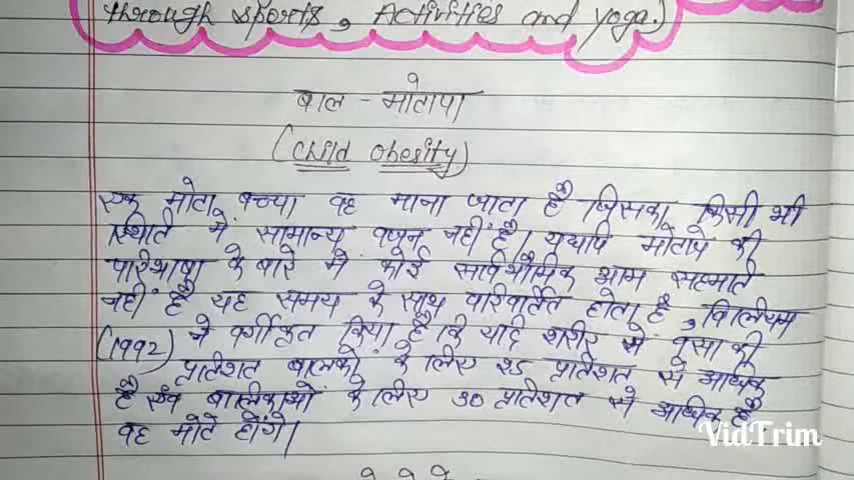 through sports, Activities and yoga.)
बाल - मोटापा
(Child Obesity)
एक मोटा बच्चा वह माना जाता है जिसका किसी भी
स्थिति में सामान्य वजन नहीं है। यद्यपि मोटापे की
परिभाषा के बारे में कोई सार्वभौमिक आम सहमति
नहीं है यह समय के साथ परिवर्तित होता है, विलियम
(1992) ने वर्गीकृत किया है कि यदि शरीर में वसा की
प्रतिशत बालकों के लिए 25 प्रतिशत से अधिक
है एवं बालिकाओं के लिए 30 प्रतिशत से अधिक है
वह मोटे होंगे।
VidTrim